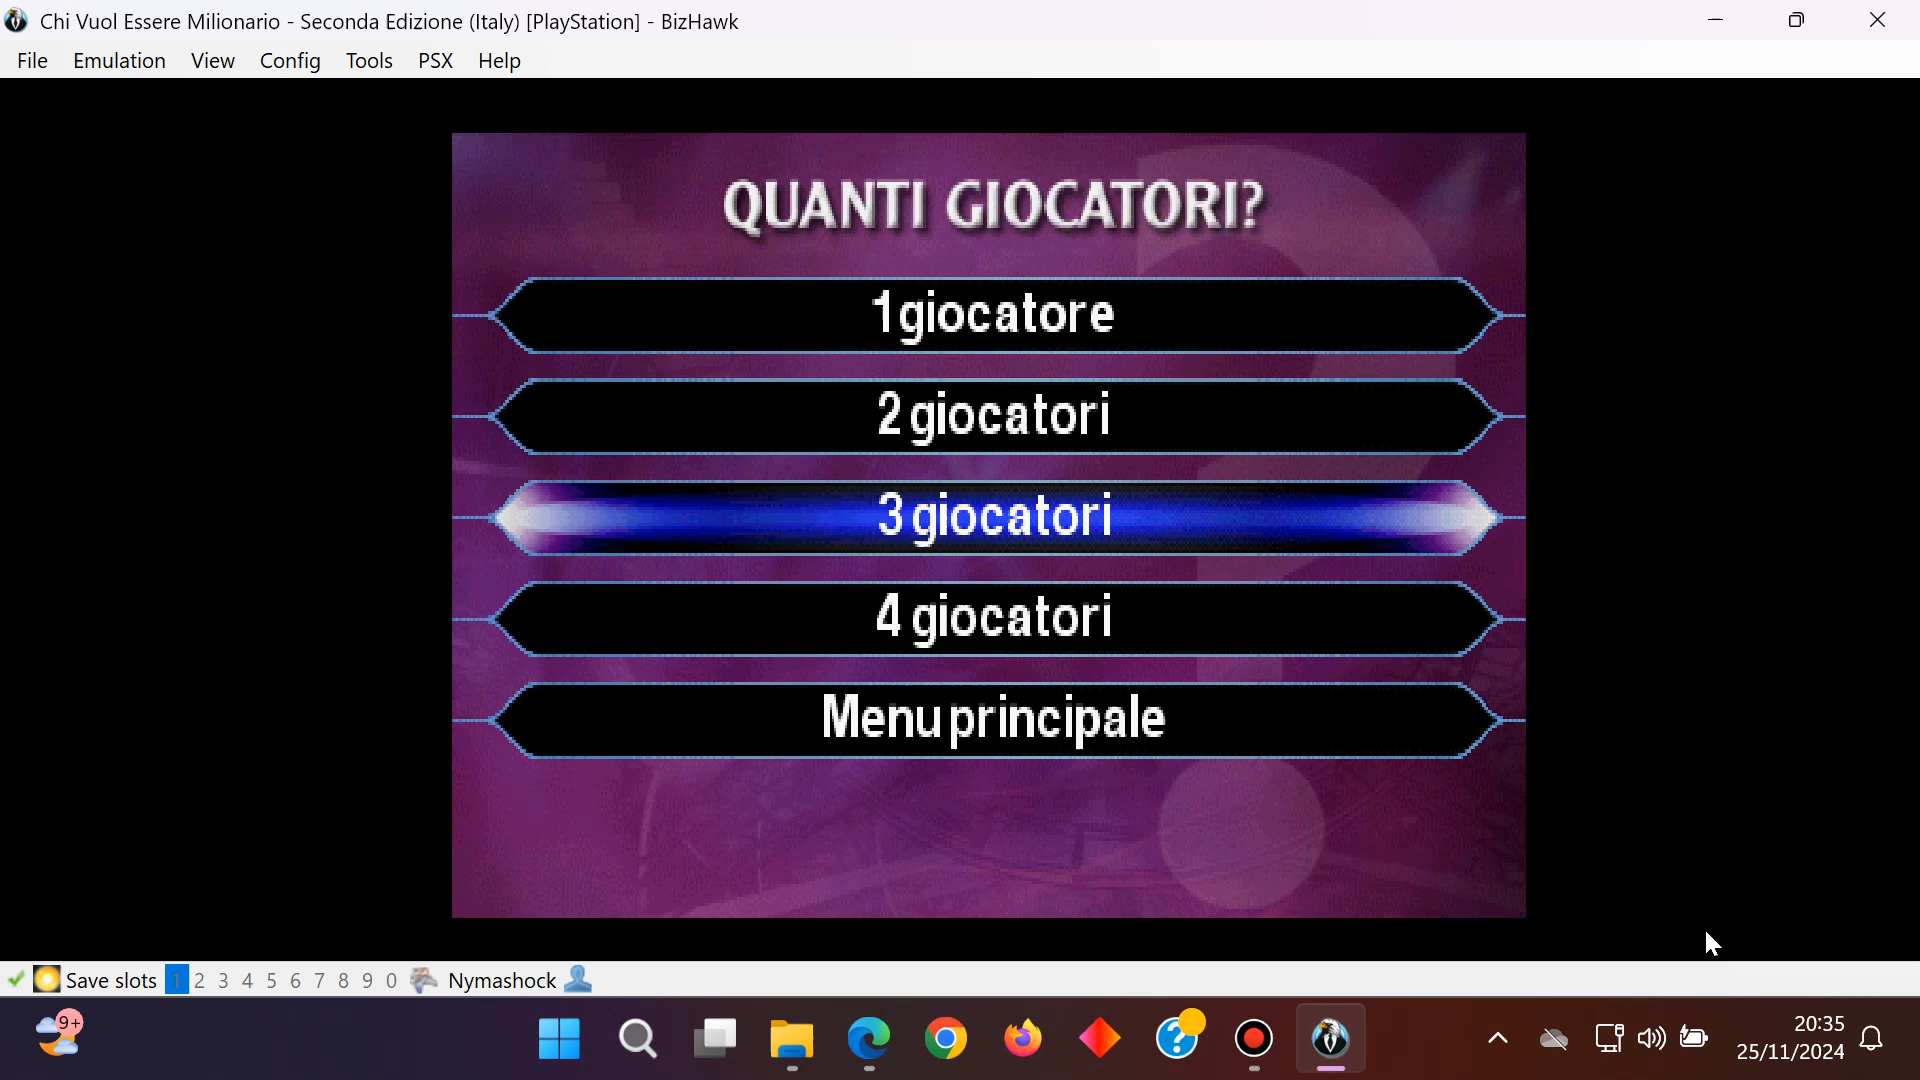 Chi Vuol Essere Milionario - Seconda Edizione (Italy) [PlayStation] - BizHawk
File Emulation View Config Tools PSX Help
QUANTI GIOCATORI?
1 giocatore
2 giocatori
3 giocatori
4 giocatori
Menu principale
Save slots 1 2 3 4 5 6 7 8 9 0 Nymashock
9+
20:35
25/11/2024